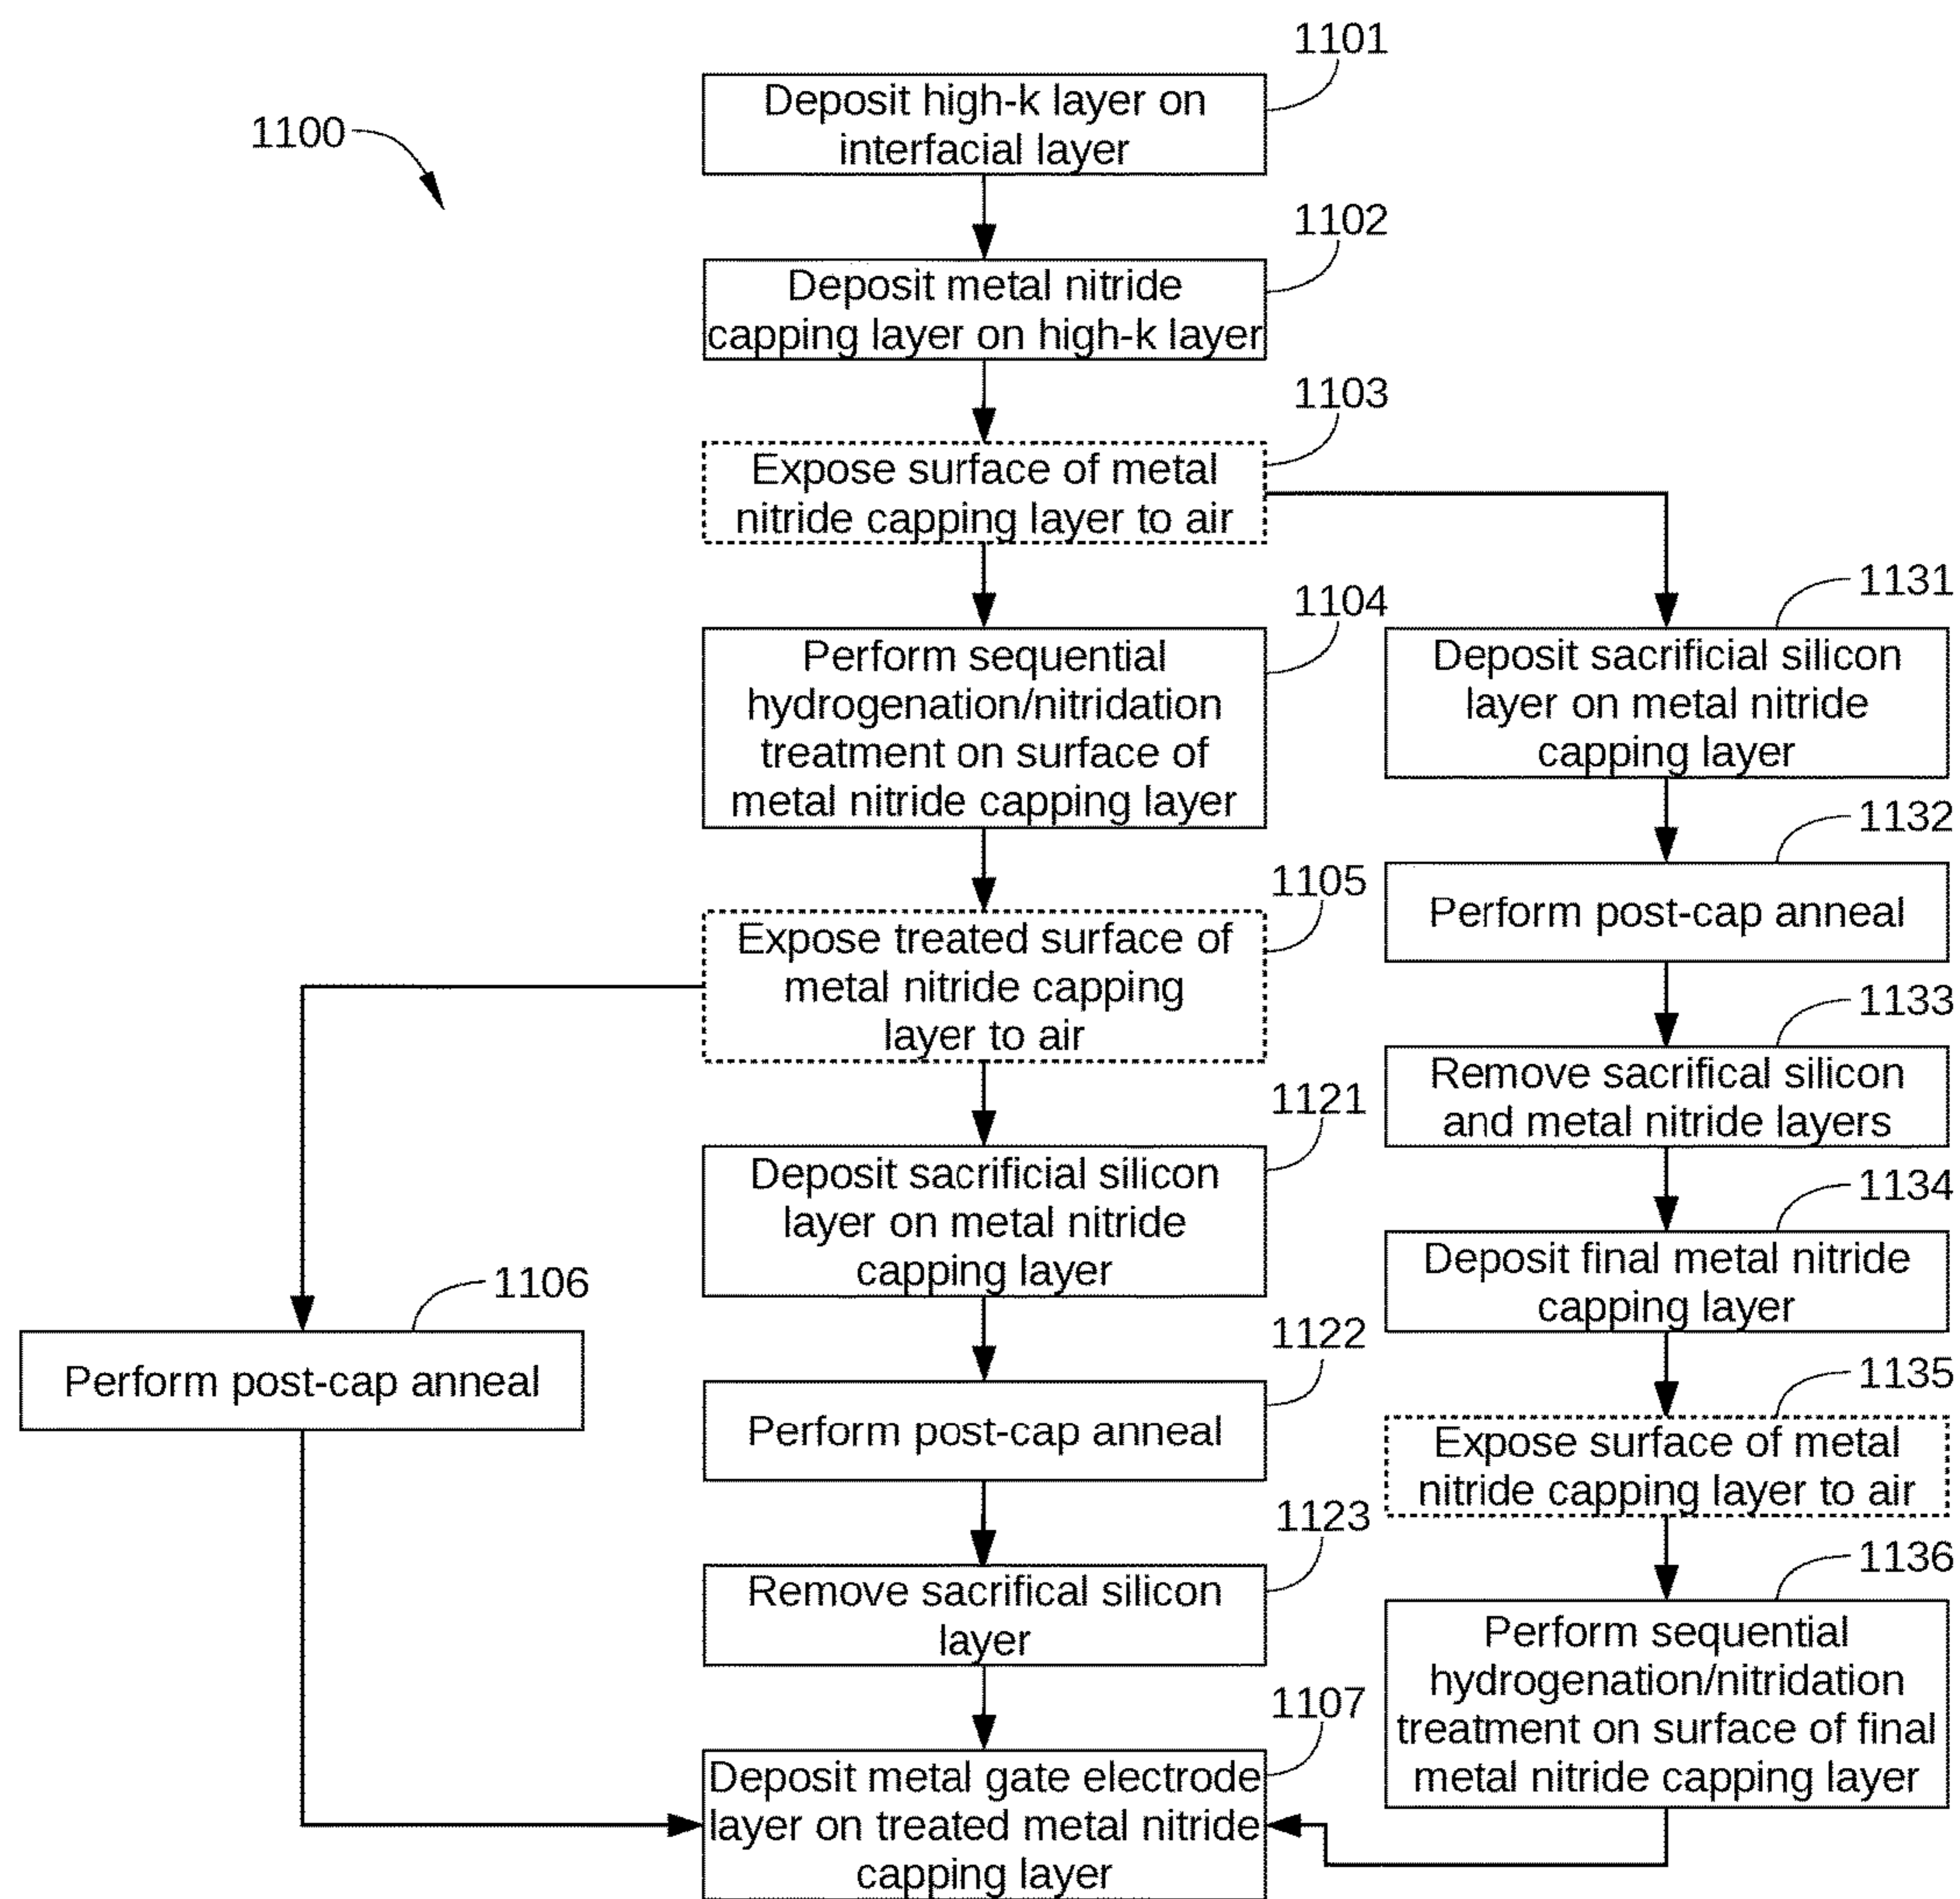 1100
1101
Deposit high-k layer on
interfacial layer
1102
Deposit metal nitride
capping layer on high-k layer
1103
Expose surface of metal
nitride capping layer to air
1104
Perform sequential
hydrogenation/nitridation
treatment on surface of
metal nitride capping layer
1105
Expose treated surface of
metal nitride capping
layer to air
1106
Perform post-cap anneal
1121
Deposit sacrificial silicon
layer on metal nitride
capping layer
1122
Perform post-cap anneal
1123
Remove sacrifical silicon
layer
1107
Deposit metal gate electrode
layer on treated metal nitride
capping layer
1131
Deposit sacrificial silicon
layer on metal nitride
capping layer
1132
Perform post-cap anneal
1133
Remove sacrifical silicon
and metal nitride layers
1134
Deposit final metal nitride
capping layer
1135
Expose surface of metal
nitride capping layer to air
1136
Perform sequential
hydrogenation/nitridation
treatment on surface of final
metal nitride capping layer